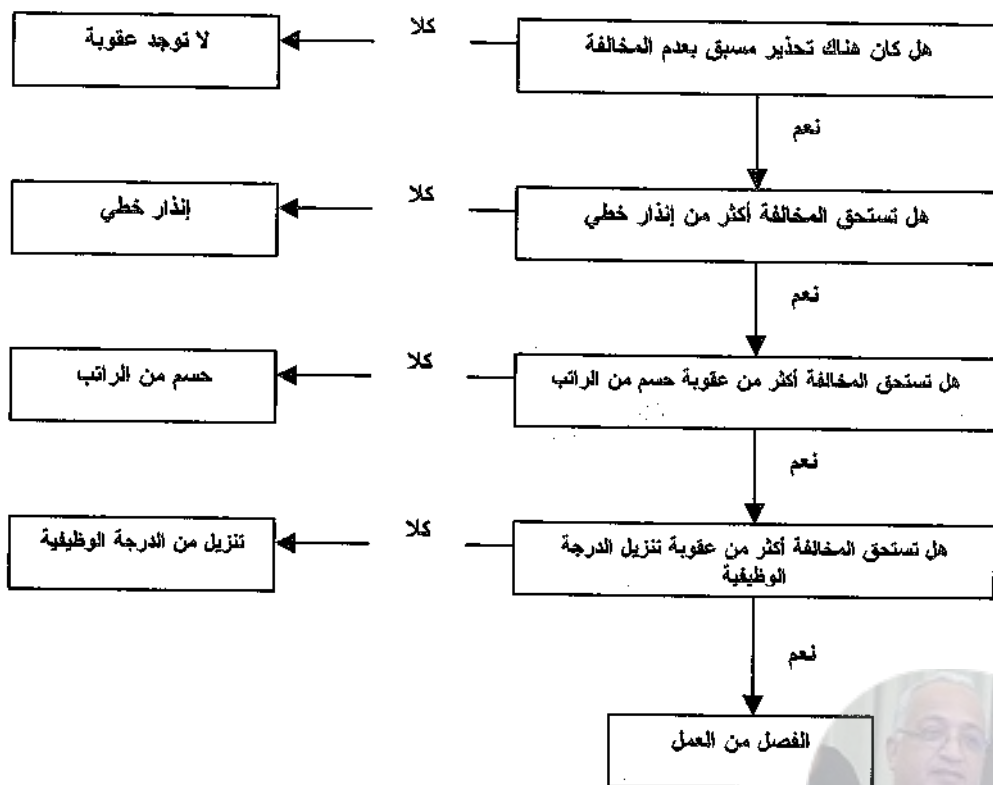 هل كان هناك تحذير مسبق بعدم المخالفة
كلا
لا توجد عقوبة
نعم
هل تستحق المخالفة أكثر من إنذار خطي
كلا
إنذار خطي
نعم
هل تستحق المخالفة أكثر من عقوبة حسم من الراتب
كلا
حسم من الراتب
نعم
هل تستحق المخالفة أكثر من عقوبة تنزيل الدرجة
الوظيفية
كلا
تنزيل من الدرجة الوظيفية
نعم
الفصل من العمل